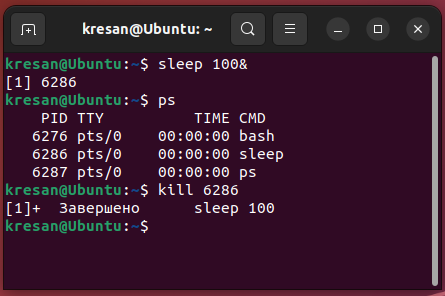 kresan@Ubuntu: ~
kresan@Ubuntu:~$ sleep 100&
[1] 6286
kresan@Ubuntu:~$ ps
    PID TTY          TIME CMD
   6276 pts/0    00:00:00 bash
   6286 pts/0    00:00:00 sleep
   6287 pts/0    00:00:00 ps
kresan@Ubuntu:~$ kill 6286
[1]+  Завершено      sleep 100
kresan@Ubuntu:~$